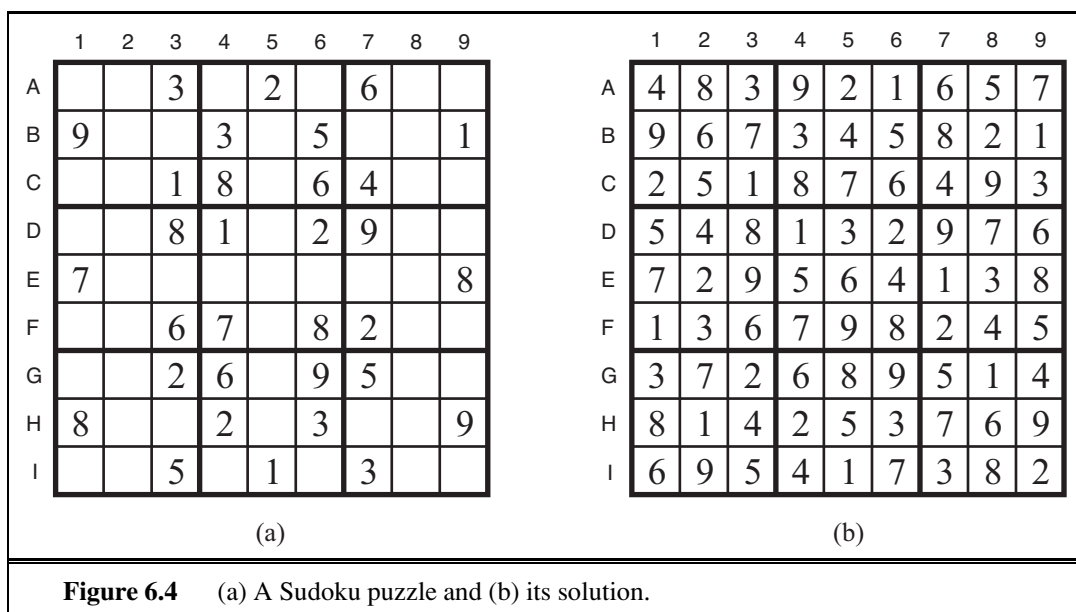 1 2 3 4 5 6 7 8 9
A 3 2 6
B 9 3 5 1
C 1 8 6 4
D 8 1 2 9
E 7 8
F 6 7 8 2
G 2 6 9 5
H 8 2 3 9
I 5 1 3
(a)
1 2 3 4 5 6 7 8 9
A 4 8 3 9 2 1 6 5 7
B 9 6 7 3 4 5 8 2 1
C 2 5 1 8 7 6 4 9 3
D 5 4 8 1 3 2 9 7 6
E 7 2 9 5 6 4 1 3 8
F 1 3 6 7 9 8 2 4 5
G 3 7 2 6 8 9 5 1 4
H 8 1 4 2 5 3 7 6 9
I 6 9 5 4 1 7 3 8 2
(b)
Figure 6.4 (a) A Sudoku puzzle and (b) its solution.